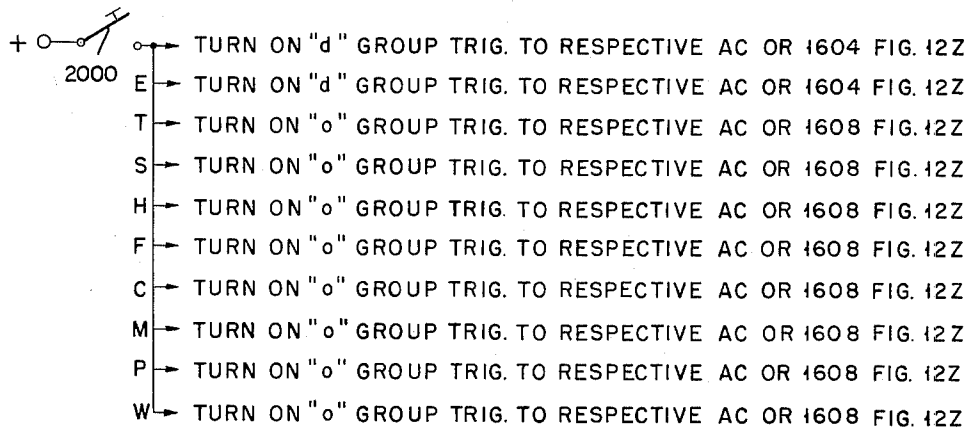 + TURN ON "d" GROUP TRIG. TO RESPECTIVE AC OR 1604 FIG. 12Z
2000 E TURN ON "d" GROUP TRIG. TO RESPECTIVE AC OR 1604 FIG. 12Z
T TURN ON "o" GROUP TRIG. TO RESPECTIVE AC OR 1608 FIG. 12Z
S TURN ON "o" GROUP TRIG. TO RESPECTIVE AC OR 1608 FIG. 12Z
H TURN ON "o" GROUP TRIG. TO RESPECTIVE AC OR 1608 FIG. 12Z
F TURN ON "o" GROUP TRIG. TO RESPECTIVE AC OR 1608 FIG. 12Z
C TURN ON "o" GROUP TRIG. TO RESPECTIVE AC OR 1608 FIG. 12Z
M TURN ON "o" GROUP TRIG. TO RESPECTIVE AC OR 1608 FIG. 12Z
P TURN ON "o" GROUP TRIG. TO RESPECTIVE AC OR 1608 FIG. 12Z
W TURN ON "o" GROUP TRIG. TO RESPECTIVE AC OR 1608 FIG. 12Z